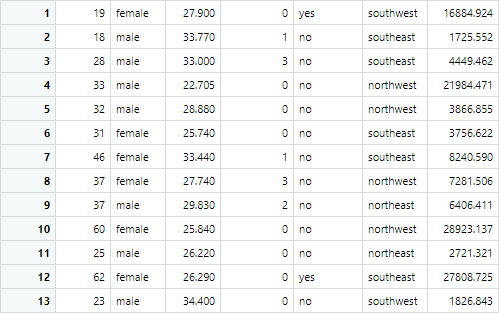 1 19 female 27.900 0 yes southwest 16884.924
2 18 male 33.770 1 no southeast 1725.552
3 28 male 33.000 3 no southeast 4449.462
4 33 male 22.705 0 no northwest 21984.471
5 32 male 28.880 0 no northwest 3866.855
6 31 female 25.740 0 no southeast 3756.622
7 46 female 33.440 1 no southeast 8240.590
8 37 female 27.740 3 no northwest 7281.506
9 37 male 29.830 2 no northeast 6406.411
10 60 female 25.840 0 no northwest 28923.137
11 25 male 26.220 0 no northeast 2721.321
12 62 female 26.290 0 yes southeast 27808.725
13 23 male 34.400 0 no southwest 1826.843